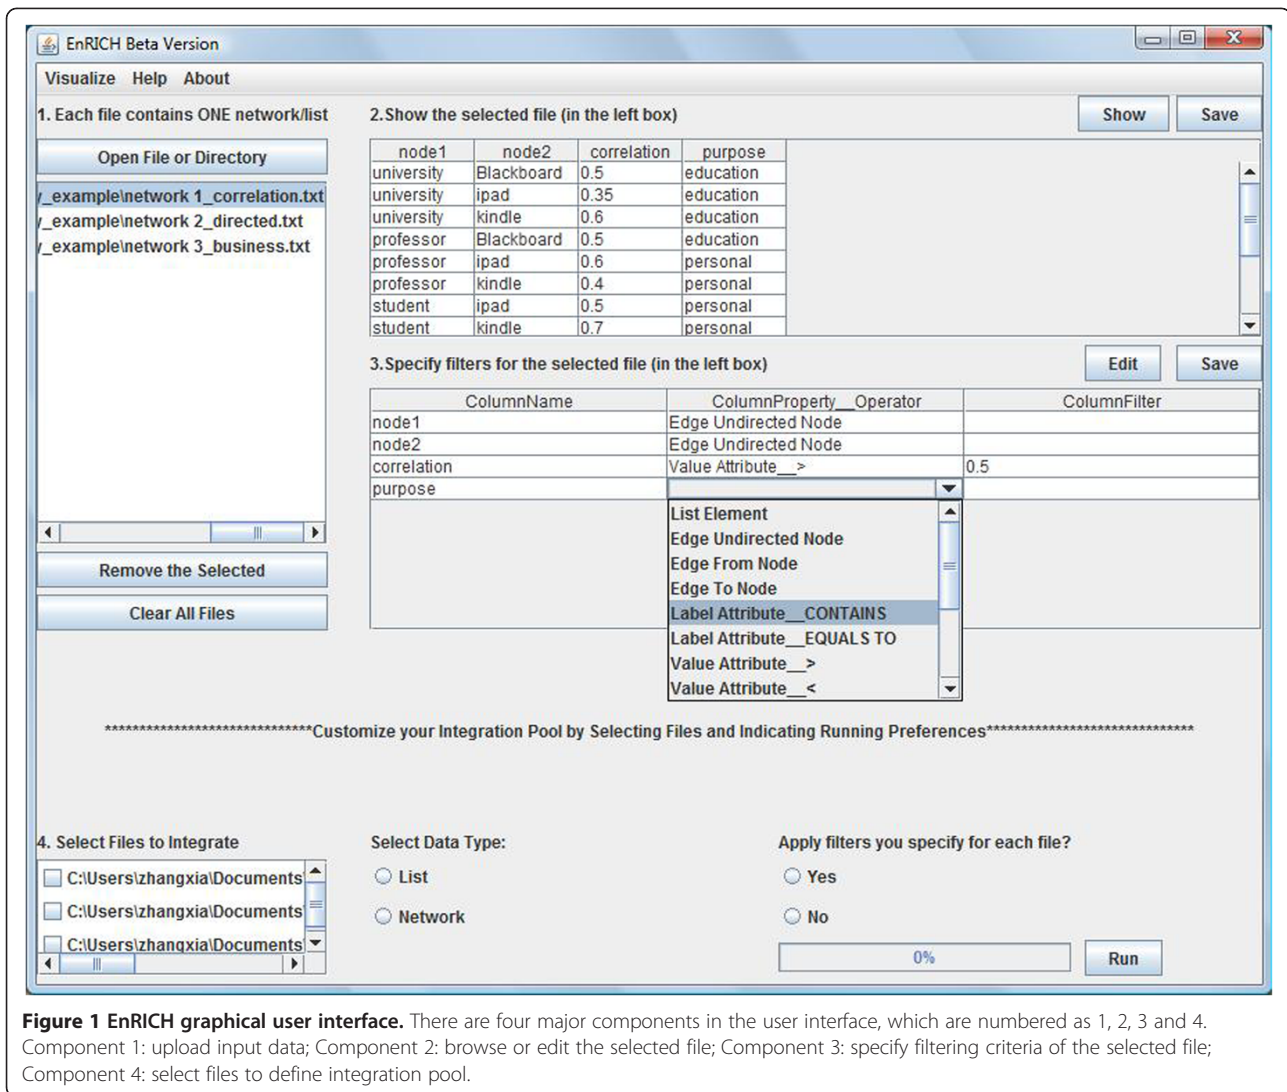 EnRICH Beta Version
Visualize Help About
1. Each file contains ONE network/list
Open File or Directory
y_example\network 1_correlation.txt
y_example\network 2_directed.txt
y_example\network 3_business.txt
Remove the Selected
Clear All Files
2.Show the selected file (in the left box)
Show Save
node1 node2 correlation purpose
university Blackboard 0.5 education
university ipad 0.35 education
university kindle 0.6 education
professor Blackboard 0.5 education
professor ipad 0.6 personal
professor kindle 0.4 personal
student ipad 0.5 personal
student kindle 0.7 personal
3.Specify filters for the selected file (in the left box)
Edit Save
ColumnName ColumnProperty__Operator ColumnFilter
node1 Edge Undirected Node
node2 Edge Undirected Node
correlation Value Attribute__> 0.5
purpose
List Element
Edge Undirected Node
Edge From Node
Edge To Node
Label Attribute__CONTAINS
Label Attribute__EQUALS TO
Value Attribute__>
Value Attribute__<
******************************Customize your Integration Pool by Selecting Files and Indicating Running Preferences******************************
4. Select Files to Integrate
C:\Users\zhangxia\Documents\
C:\Users\zhangxia\Documents\
C:\Users\zhangxia\Documents\
Select Data Type:
List
Network
Apply filters you specify for each file?
Yes
No
0%
Run
Figure 1 EnRICH graphical user interface. There are four major components in the user interface, which are numbered as 1, 2, 3 and 4.
Component 1: upload input data; Component 2: browse or edit the selected file; Component 3: specify filtering criteria of the selected file;
Component 4: select files to define integration pool.